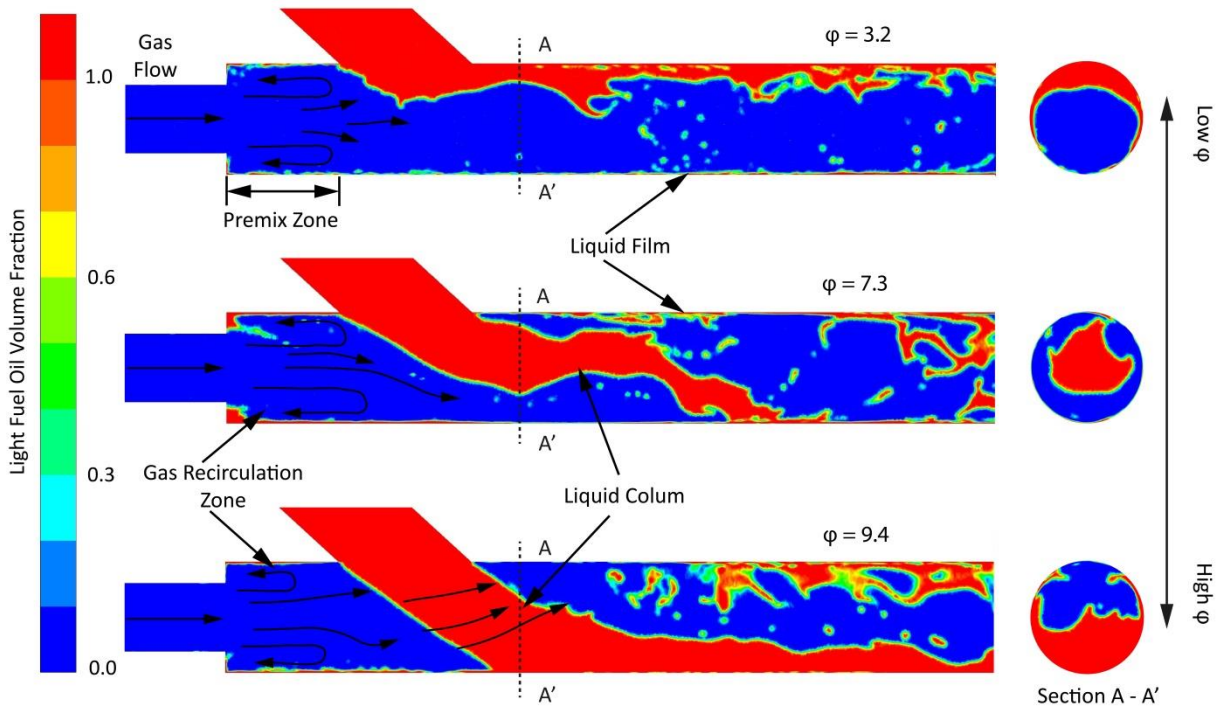 Light Fuel Oil Volume Fraction
1.0
0.6
0.3
0.0
Gas
Flow
A
φ = 3.2
A'
Premix Zone
Liquid Film
A
φ = 7.3
A'
Gas Recirculation
Zone
Liquid Colum
A
φ = 9.4
A'
Low φ
High φ
Section A - A'